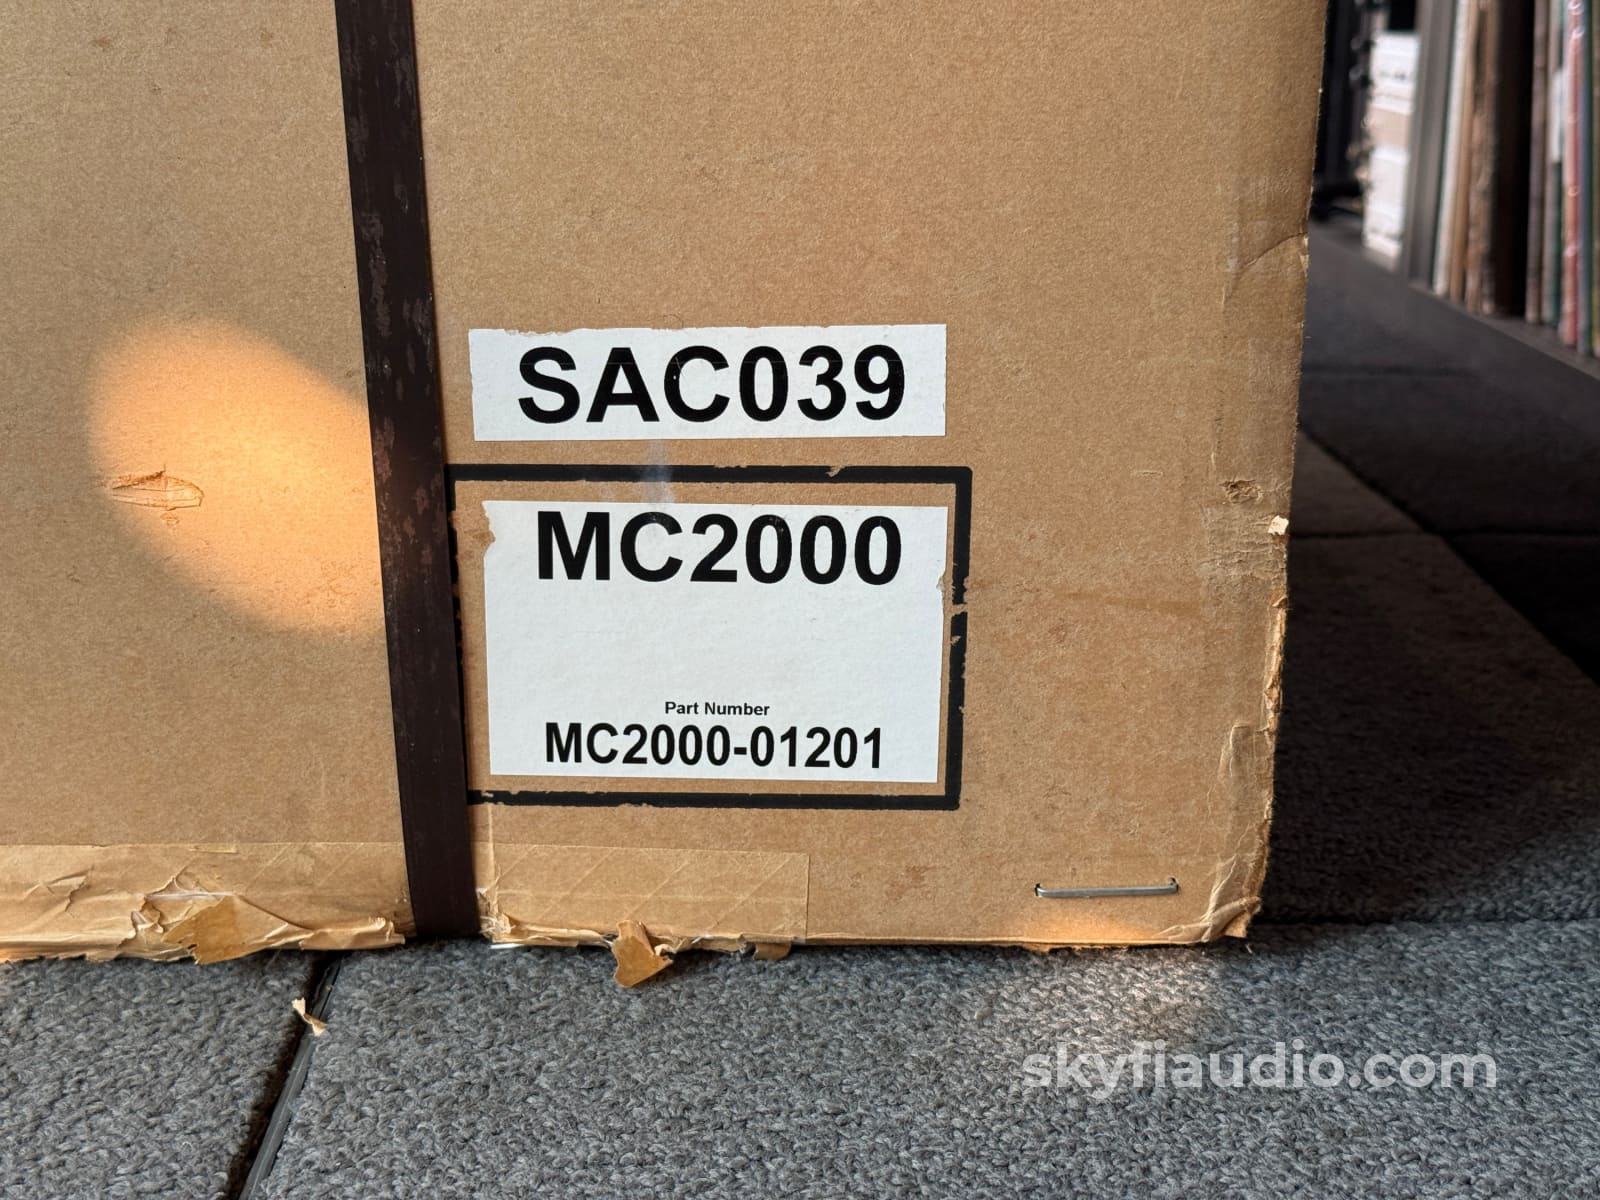 SAC039
MC2000
Part Number
MC2000-01201
skyfiaudio.com